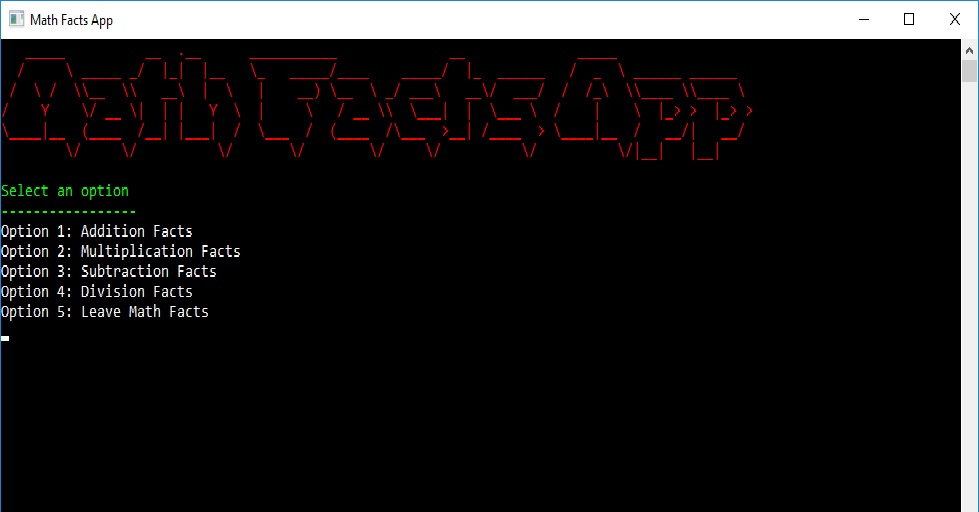 Math Facts App
Math Facts App
Select an option
-----------------
Option 1: Addition Facts
Option 2: Multiplication Facts
Option 3: Subtraction Facts
Option 4: Division Facts
Option 5: Leave Math Facts